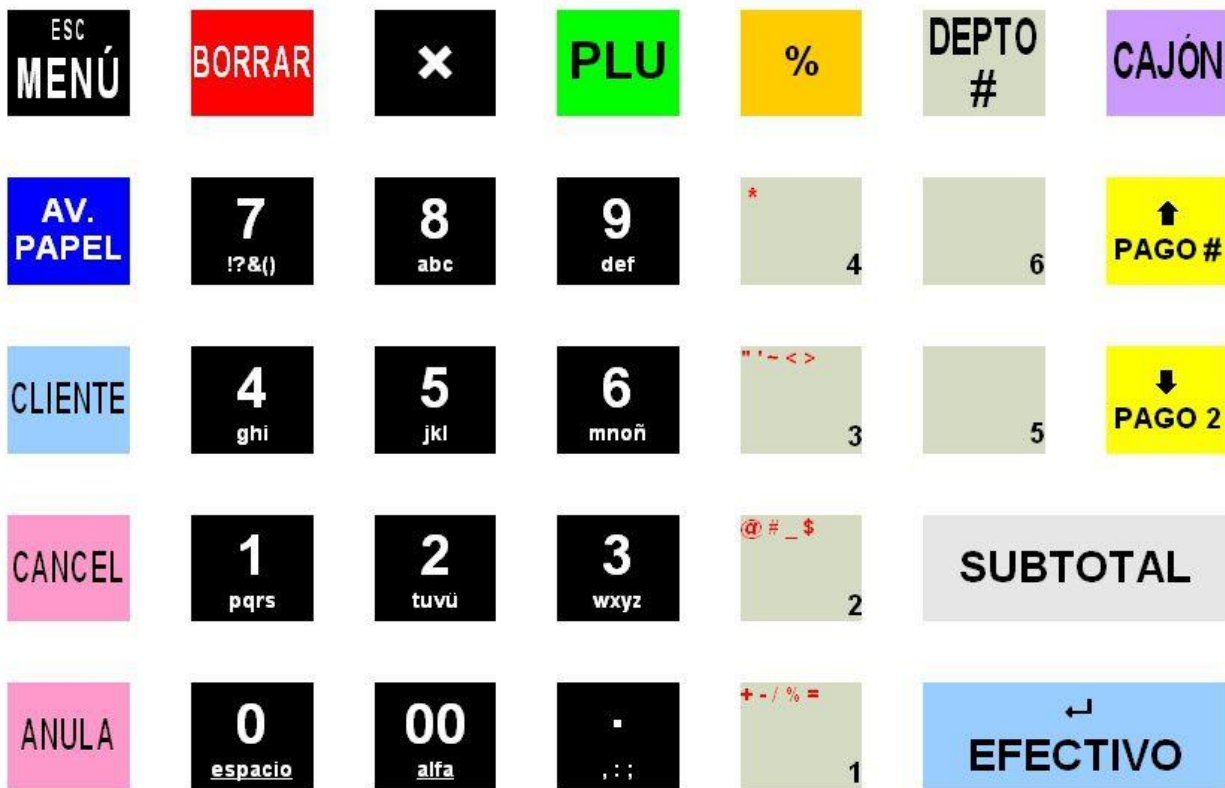 ESC
MENÚ
BORRAR
×
PLU
%
DEPTO
#
CAJÓN
AV.
PAPEL
7
!?&()
8
abc
9
def
*
4
6
⬆
PAGO #
CLIENTE
4
ghi
5
jkl
6
mnoñ
" ' ~ < >
3
5
⬇
PAGO 2
CANCEL
1
pqrs
2
tuvü
3
wxyz
@ # _ $
2
SUBTOTAL
ANULA
0
espacio
00
alfa
.
, : ;
+ - / % =
1
↵
EFECTIVO